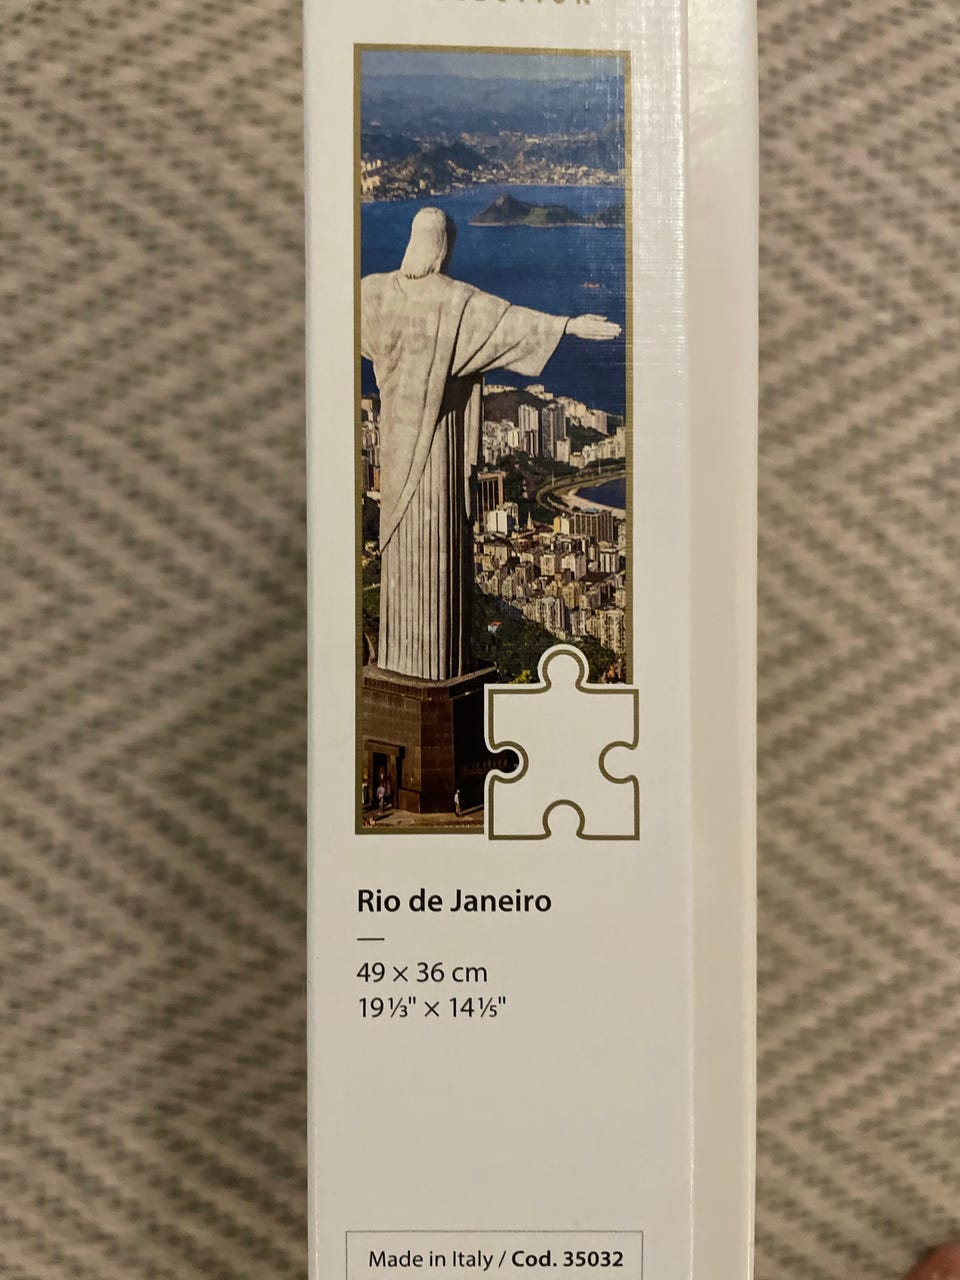 Rio de Janeiro
49 × 36 cm
19⅓" × 14⅕"
Made in Italy / Cod. 35032